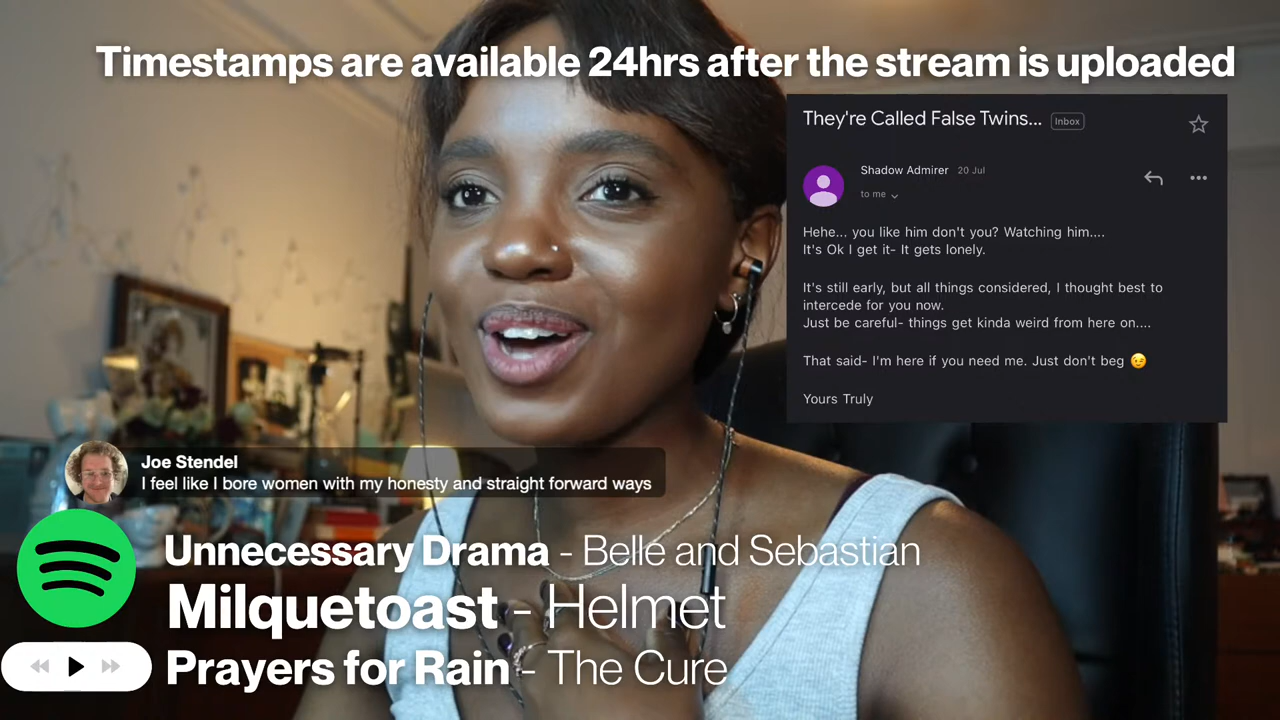 Timestamps are available 24hrs after the stream is uploaded
They're Called False Twins... Inbox
Shadow Admirer 20 Jul
to me
Hehe... you like him don't you? Watching him....
It's Ok I get it- It gets lonely.
It's still early, but all things considered, I thought best to
intercede for you now.
Just be careful- things get kinda weird from here on....
That said- I'm here if you need me. Just don't beg 😉
Yours Truly
Joe Stendel
I feel like I bore women with my honesty and straight forward ways
Unnecessary Drama - Belle and Sebastian
Milquetoast - Helmet
Prayers for Rain - The Cure